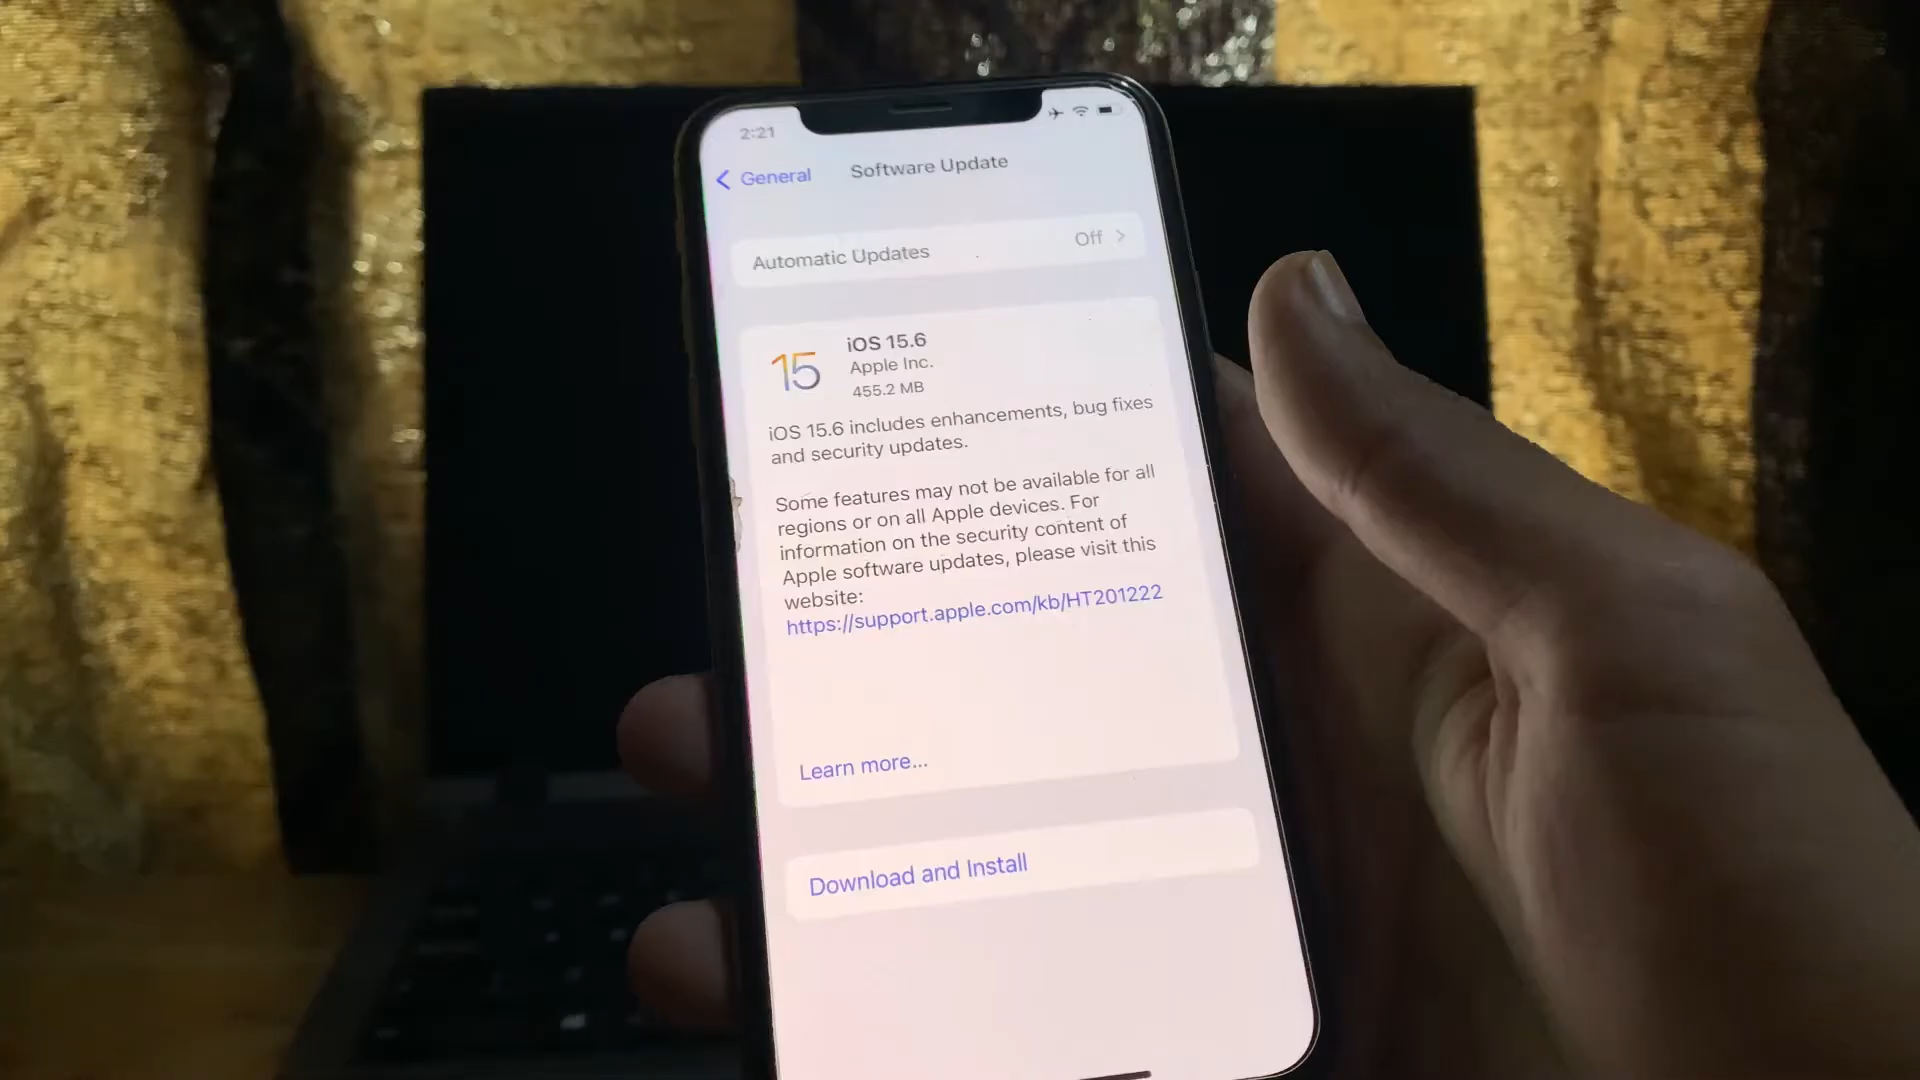 2:21
General
Software Update
Automatic Updates
Off
15
iOS 15.6
Apple Inc.
455.2 MB
iOS 15.6 includes enhancements, bug fixes
and security updates.
Some features may not be available for all
regions or on all Apple devices. For
information on the security content of
Apple software updates, please visit this
website:
https://support.apple.com/kb/HT201222
Learn more...
Download and Install